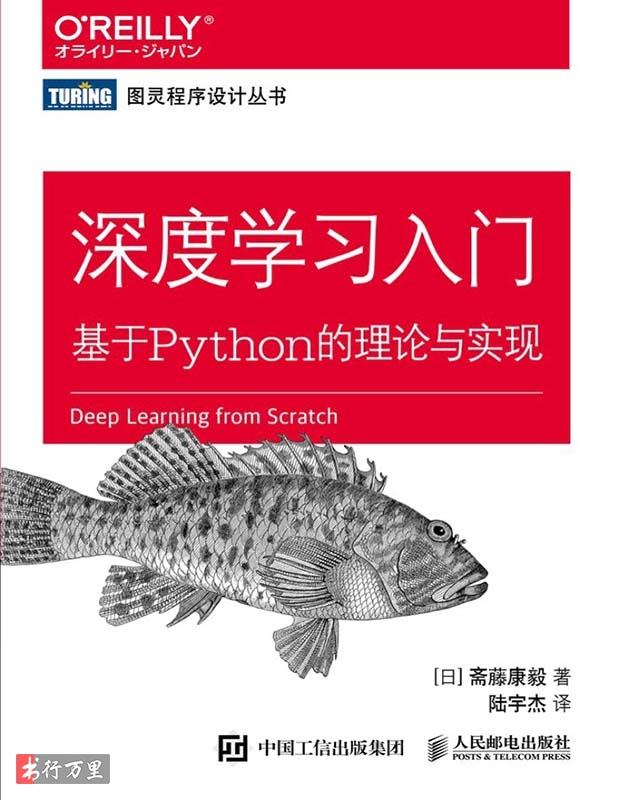 O'REILLY®
オライリー・ジャパン
TURING 图灵程序设计丛书
深度学习入门
基于Python的理论与实现
Deep Learning from Scratch
[日] 斋藤康毅 著
陆宇杰 译
中国工信出版集团 人民邮电出版社
POSTS & TELECOM PRESS
书行万里